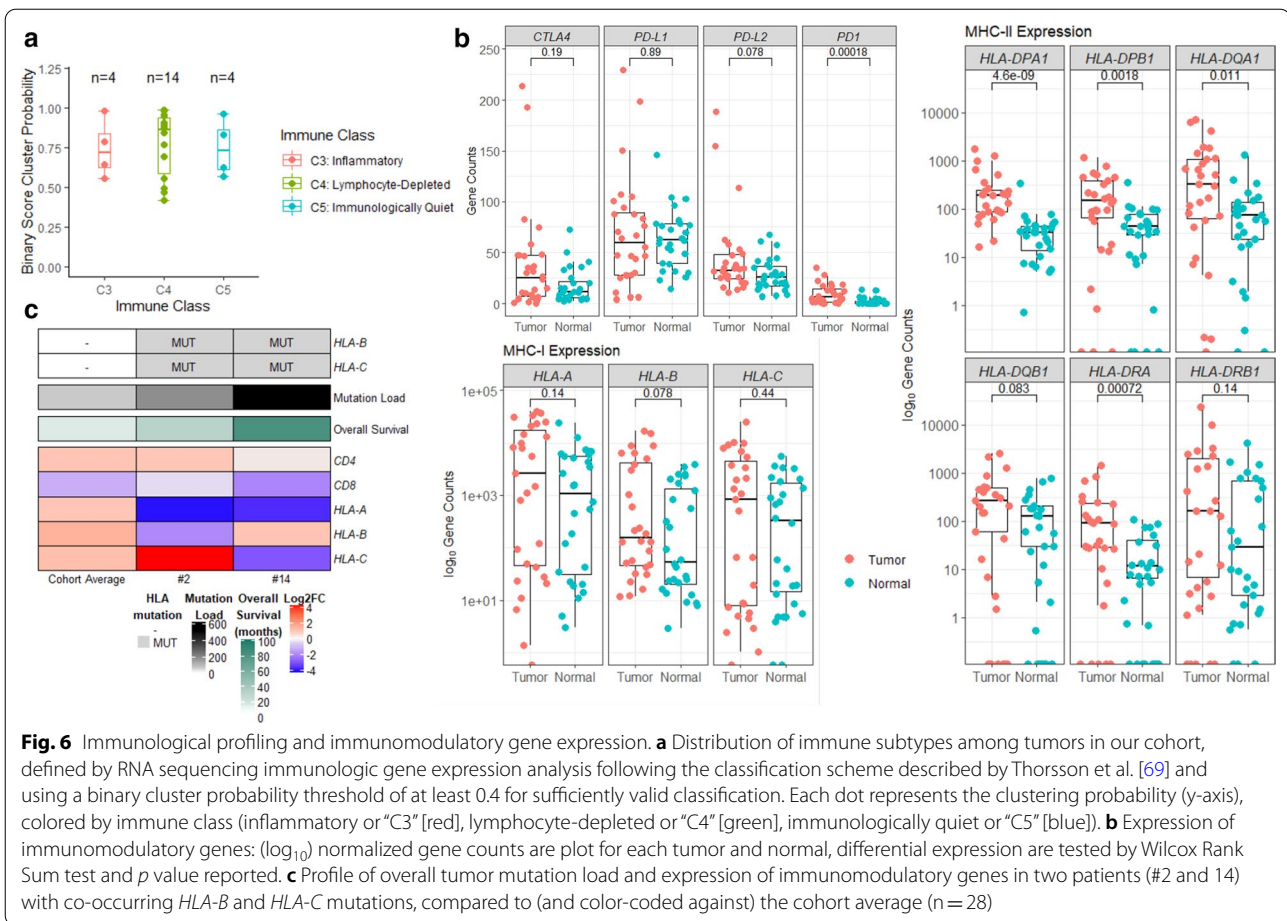 a
n=4 n=14 n=4
1.25
1.00
0.75
0.50
0.25
0.00
Binary Score Cluster Probability
C3 C4 C5
Immune Class
Immune Class
C3: Inflammatory
C4: Lymphocyte-Depleted
C5: Immunologically Quiet
b
CTLA4 PD-L1 PD-L2 PD1
0.19 0.89 0.078 0.00018
250
200
150
100
50
0
Gene Counts
Tumor Normal Tumor Normal Tumor Normal Tumor Normal
MHC-I Expression
HLA-A HLA-B HLA-C
0.14 0.078 0.44
1e+05
1e+03
1e+01
log10 Gene Counts
Tumor Normal Tumor Normal Tumor Normal
Tumor
Normal
MHC-II Expression
HLA-DPA1 HLA-DPB1 HLA-DQA1
4.6e-09 0.0018 0.011
10000
1000
100
10
1
log10 Gene Counts
HLA-DQB1 HLA-DRA HLA-DRB1
0.083 0.00072 0.14
10000
1000
100
10
1
Tumor Normal Tumor Normal Tumor Normal
c
- MUT MUT HLA-B
- MUT MUT HLA-C
Mutation Load
Overall Survival
CD4
CD8
HLA-A
HLA-B
HLA-C
Cohort Average #2 #14
HLA mutation
-
MUT
Mutation Load
600
400
200
0
Overall Survival (months)
100
80
60
40
20
0
Log2FC
4
2
0
-2
-4
Fig. 6 Immunological profiling and immunomodulatory gene expression. a Distribution of immune subtypes among tumors in our cohort,
defined by RNA sequencing immunologic gene expression analysis following the classification scheme described by Thorsson et al. [69] and
using a binary cluster probability threshold of at least 0.4 for sufficiently valid classification. Each dot represents the clustering probability (y-axis),
colored by immune class (inflammatory or “C3” [red], lymphocyte-depleted or “C4” [green], immunologically quiet or “C5” [blue]). b Expression of
immunomodulatory genes: (log10) normalized gene counts are plot for each tumor and normal, differential expression are tested by Wilcox Rank
Sum test and p value reported. c Profile of overall tumor mutation load and expression of immunomodulatory genes in two patients (#2 and 14)
with co-occurring HLA-B and HLA-C mutations, compared to (and color-coded against) the cohort average (n = 28)